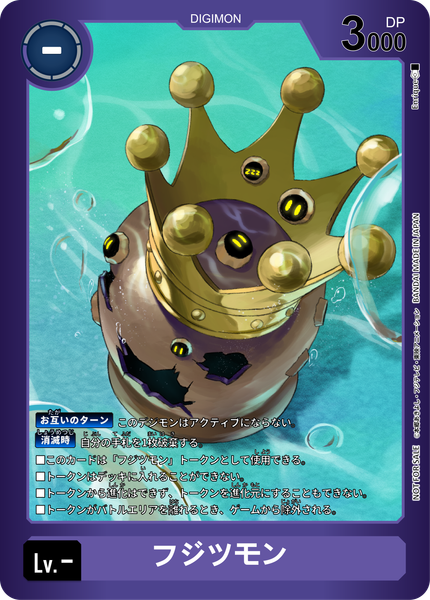 DIGIMON
-
3000
DP
Enrique
NOT FOR SALE
BANDAI MADE IN JAPAN
zzz
お互いのターン このデジモンはアクティブにならない。
消滅時 自分の手札を1枚破棄する。
■このカードは「フジツモン」トークンとして使用できる。
■トークンはデッキに入れることができない。
■トークンから進化はできず、トークンを進化元にすることもできない。
■トークンがバトルエリアを離れるとき、ゲームから除外される。
Lv.-
フジツモン